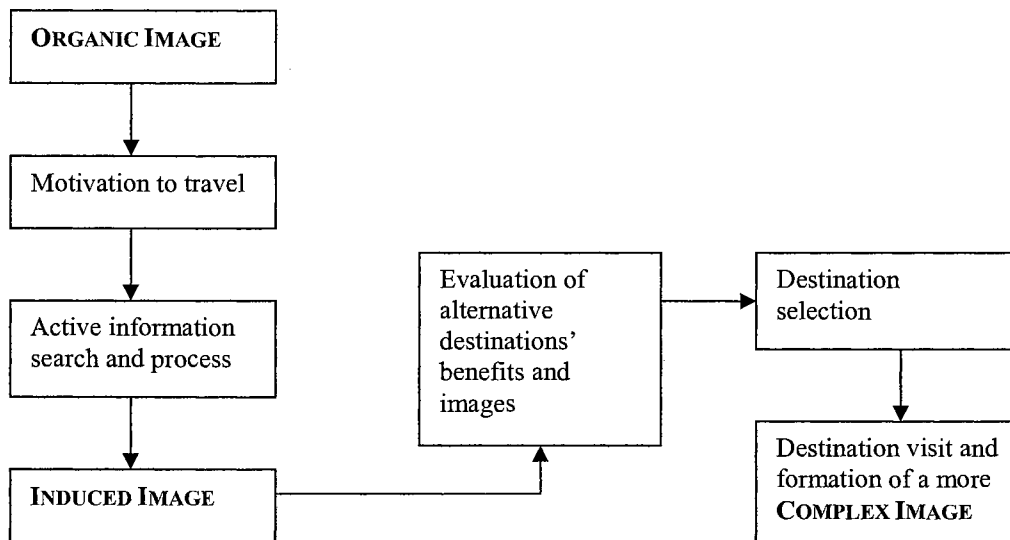 ORGANIC IMAGE
Motivation to travel
Active information
search and process
INDUCED IMAGE
Evaluation of
alternative
destinations’
benefits and
images
Destination
selection
Destination visit and
formation of a more
COMPLEX IMAGE